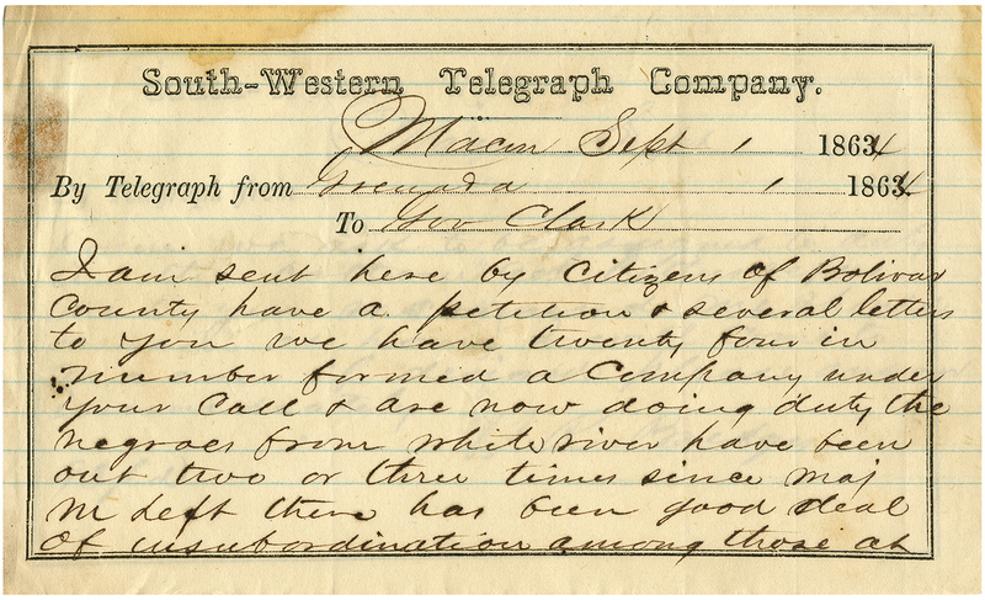 South-Western Telegraph Company.
Macon Sept 1 1864
By Telegraph from Grenada 1 1864
To Gov Clark
I am sent here by Citizens of Bolivar
County have a petition & several letters
to you we have twenty four in
number formed a Company under
your Call & are now doing duty the
negroes from white river have been
out two or three times since maj
M Left there has been good deal
of insubordination among those at